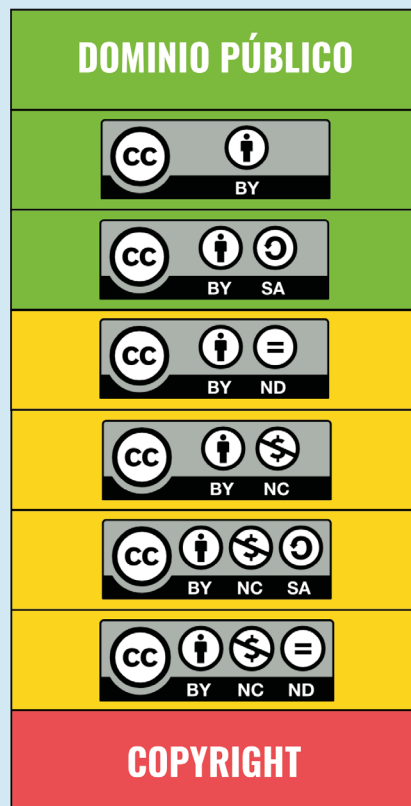 DOMINIO PÚBLICO
CC
BY
CC
BY SA
CC
BY ND
CC
BY NC
CC
BY NC SA
CC
BY NC ND
COPYRIGHT